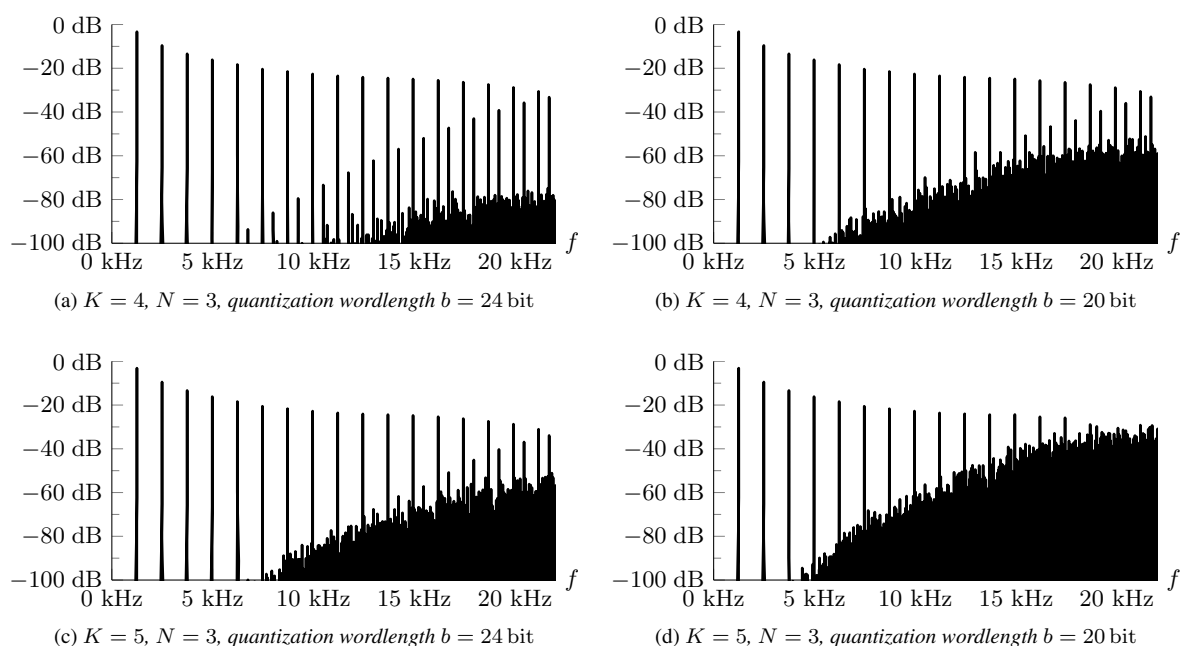 0 dB
−20 dB
−40 dB
−60 dB
−80 dB
−100 dB
0 kHz 5 kHz 10 kHz 15 kHz 20 kHz f
(a) K = 4, N = 3, quantization wordlength b = 24 bit
0 dB
−20 dB
−40 dB
−60 dB
−80 dB
−100 dB
0 kHz 5 kHz 10 kHz 15 kHz 20 kHz f
(b) K = 4, N = 3, quantization wordlength b = 20 bit
0 dB
−20 dB
−40 dB
−60 dB
−80 dB
−100 dB
0 kHz 5 kHz 10 kHz 15 kHz 20 kHz f
(c) K = 5, N = 3, quantization wordlength b = 24 bit
0 dB
−20 dB
−40 dB
−60 dB
−80 dB
−100 dB
0 kHz 5 kHz 10 kHz 15 kHz 20 kHz f
(d) K = 5, N = 3, quantization wordlength b = 20 bit